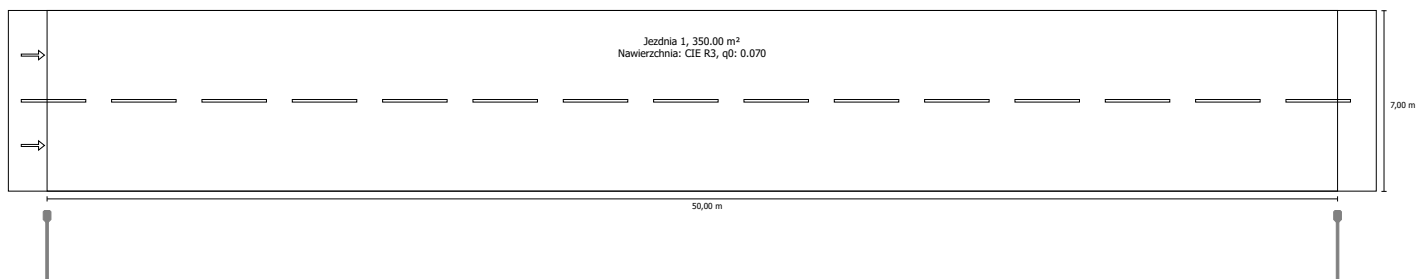 Jezdnia 1, 350.00 m²
Nawierzchnia: CIE R3, q0: 0.070
7,00 m
50,00 m